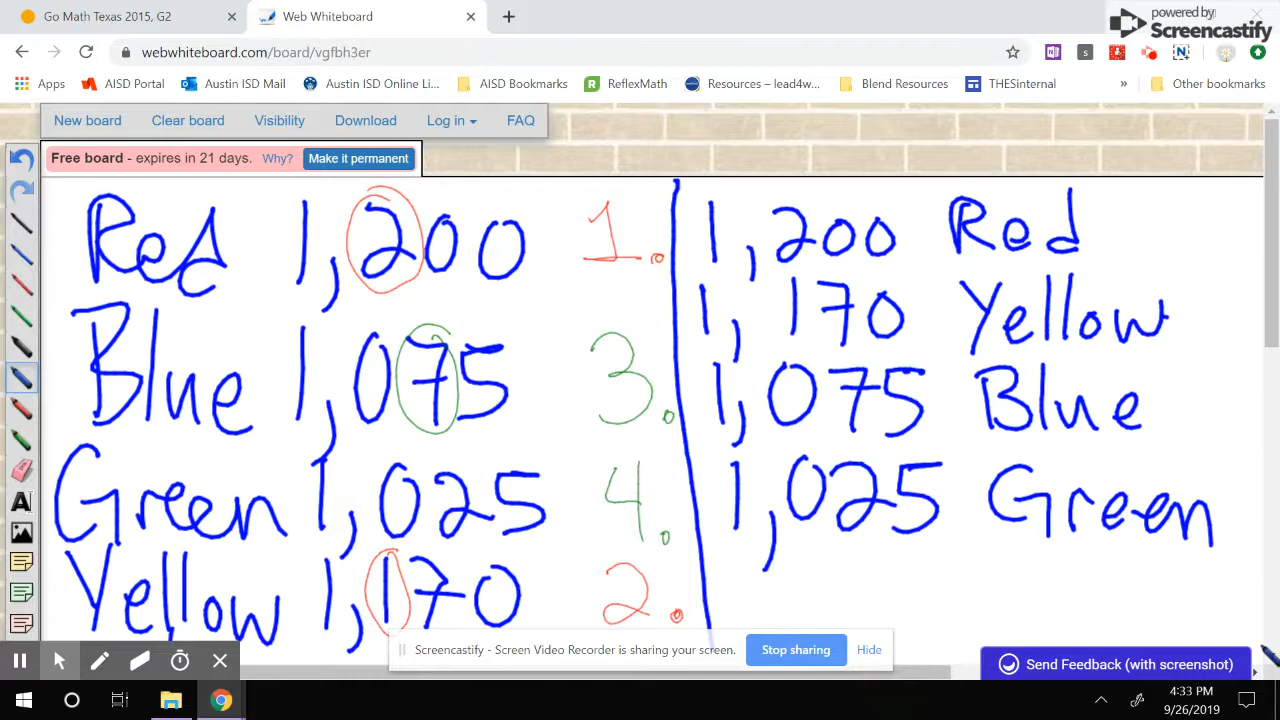 Go Math Texas 2015, G2
Web Whiteboard
powered by
Screencastify
webwhiteboard.com/board/vgfbh3er
Apps
AISD Portal
Austin ISD Mail
Austin ISD Online Li...
AISD Bookmarks
ReflexMath
Resources – lead4w...
Blend Resources
THESinternal
»
Other bookmarks
New board
Clear board
Visibility
Download
Log in
FAQ
Free board - expires in 21 days. Why? Make it permanent
Red 1,200 1.
Blue 1,075 3.
Green 1,025 4.
Yellow 1,170 2.
1,200 Red
1,170 Yellow
1,075 Blue
1,025 Green
Screencastify - Screen Video Recorder is sharing your screen.
Stop sharing
Hide
Send Feedback (with screenshot)
4:33 PM
9/26/2019